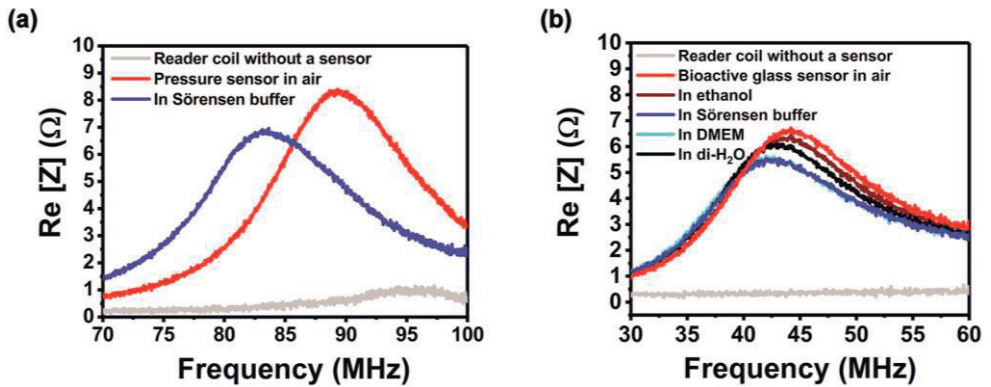 (a)
Re [Z] (Ω)
10
9
8
7
6
5
4
3
2
1
0
Reader coil without a sensor
Pressure sensor in air
In Sörensen buffer
70 75 80 85 90 95 100
Frequency (MHz)
(b)
Re [Z] (Ω)
10
9
8
7
6
5
4
3
2
1
0
Reader coil without a sensor
Bioactive glass sensor in air
In ethanol
In Sörensen buffer
In DMEM
In di-H₂O
30 35 40 45 50 55 60
Frequency (MHz)